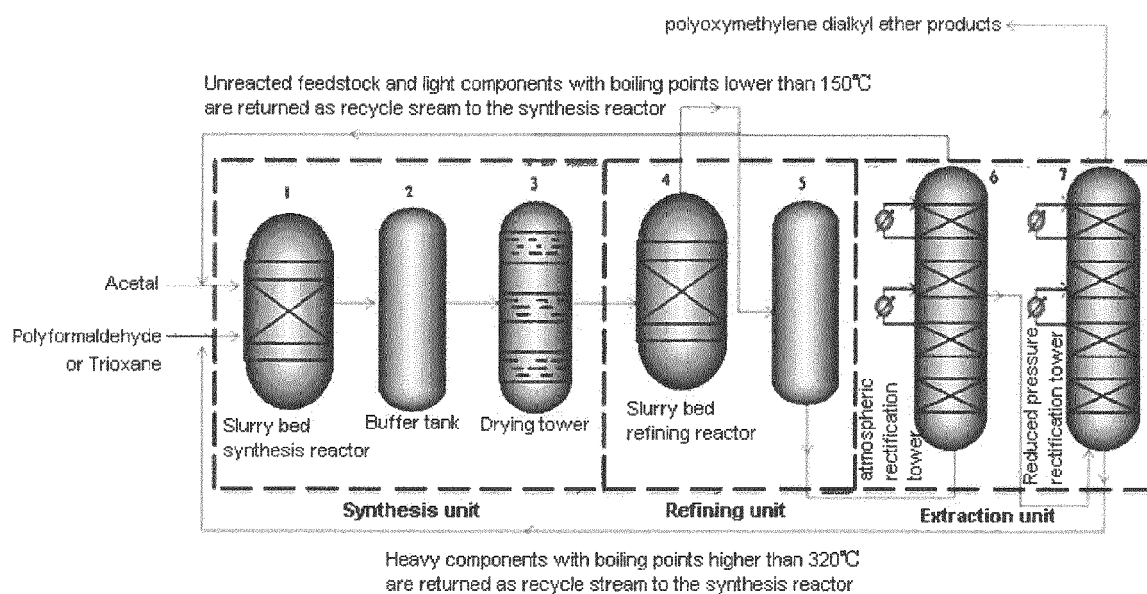 polyoxymethylene dialkyl ether products
Unreacted feedstock and light components with boiling points lower than 150℃
are returned as recycle sream to the synthesis reactor
1
2
3
4
5
6
7
Acetal
Polyformaldehyde
or Trioxane
Slurry bed
synthesis reactor
Buffer tank
Drying tower
Slurry bed
refining reactor
atmospheric
rectification
tower
Reduced pressure
rectification tower
Synthesis unit
Refining unit
Extraction unit
Heavy components with boiling points higher than 320℃
are returned as recycle stream to the synthesis reactor